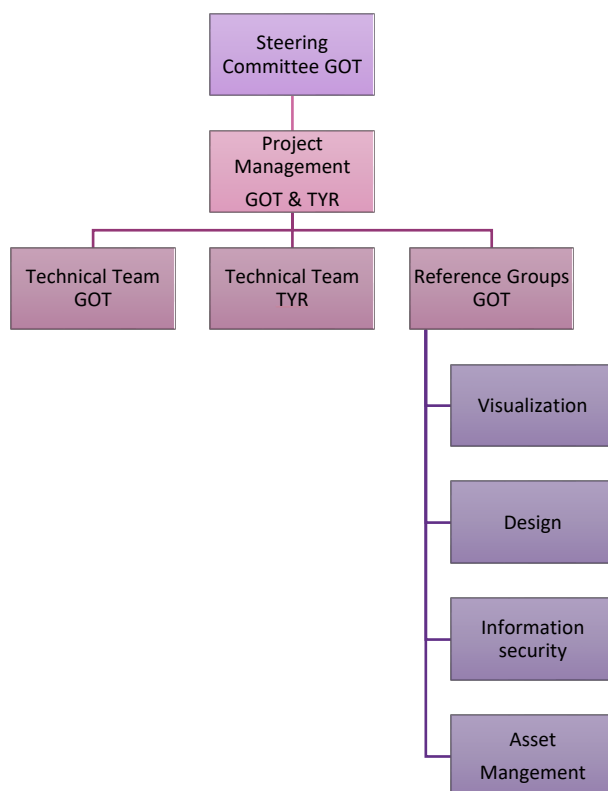 Steering
Committee GOT
Project
Management
GOT & TYR
Technical Team
GOT
Technical Team
TYR
Reference Groups
GOT
Visualization
Design
Information
security
Asset
Mangement